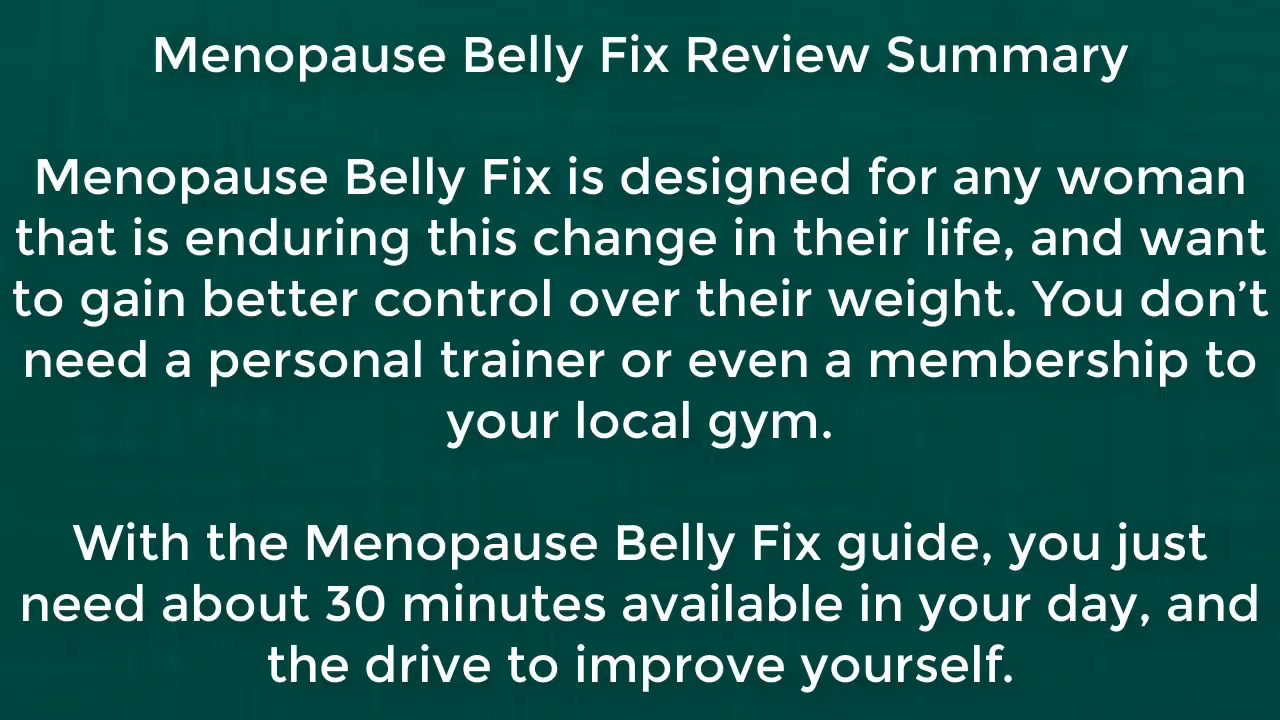 Menopause Belly Fix Review Summary
Menopause Belly Fix is designed for any woman
that is enduring this change in their life, and want
to gain better control over their weight. You don’t
need a personal trainer or even a membership to
your local gym.
With the Menopause Belly Fix guide, you just
need about 30 minutes available in your day, and
the drive to improve yourself.